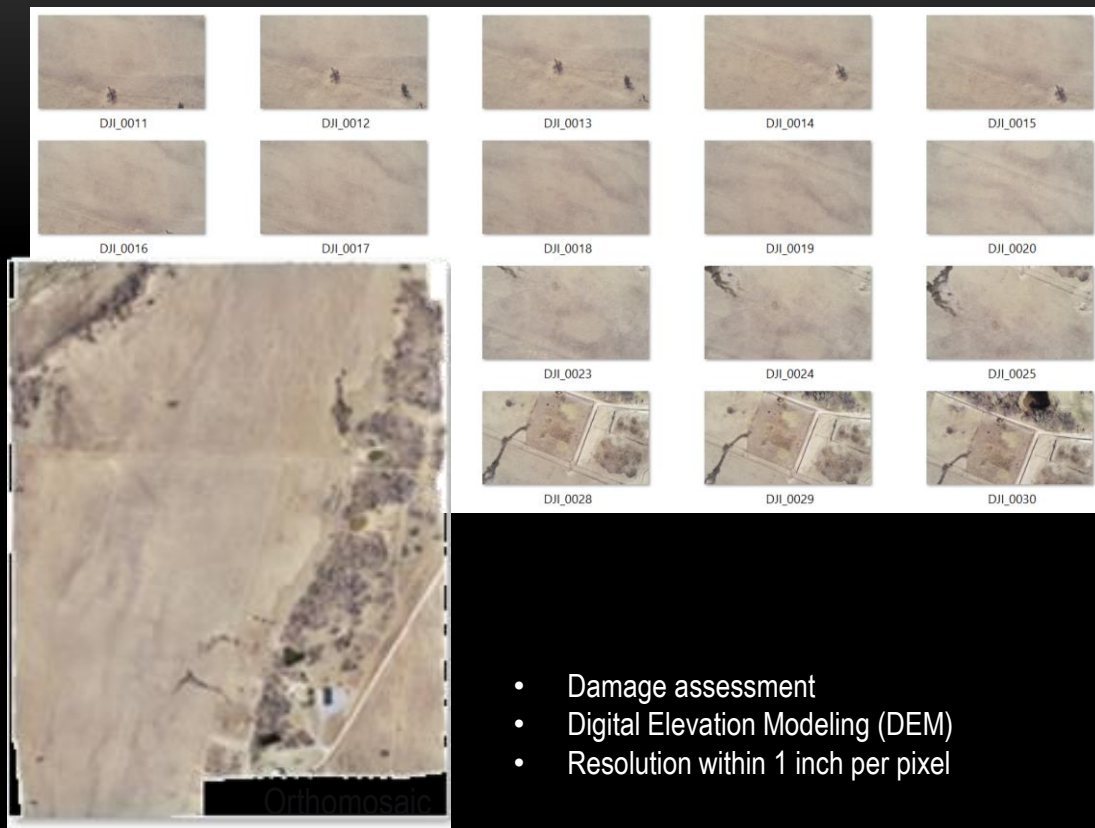 DJI_0011 DJI_0012 DJI_0013 DJI_0014 DJI_0015
DJI_0016 DJI_0017 DJI_0018 DJI_0019 DJI_0020
DJI_0023 DJI_0024 DJI_0025
DJI_0028 DJI_0029 DJI_0030
Orthomosaic
• Damage assessment
• Digital Elevation Modeling (DEM)
• Resolution within 1 inch per pixel